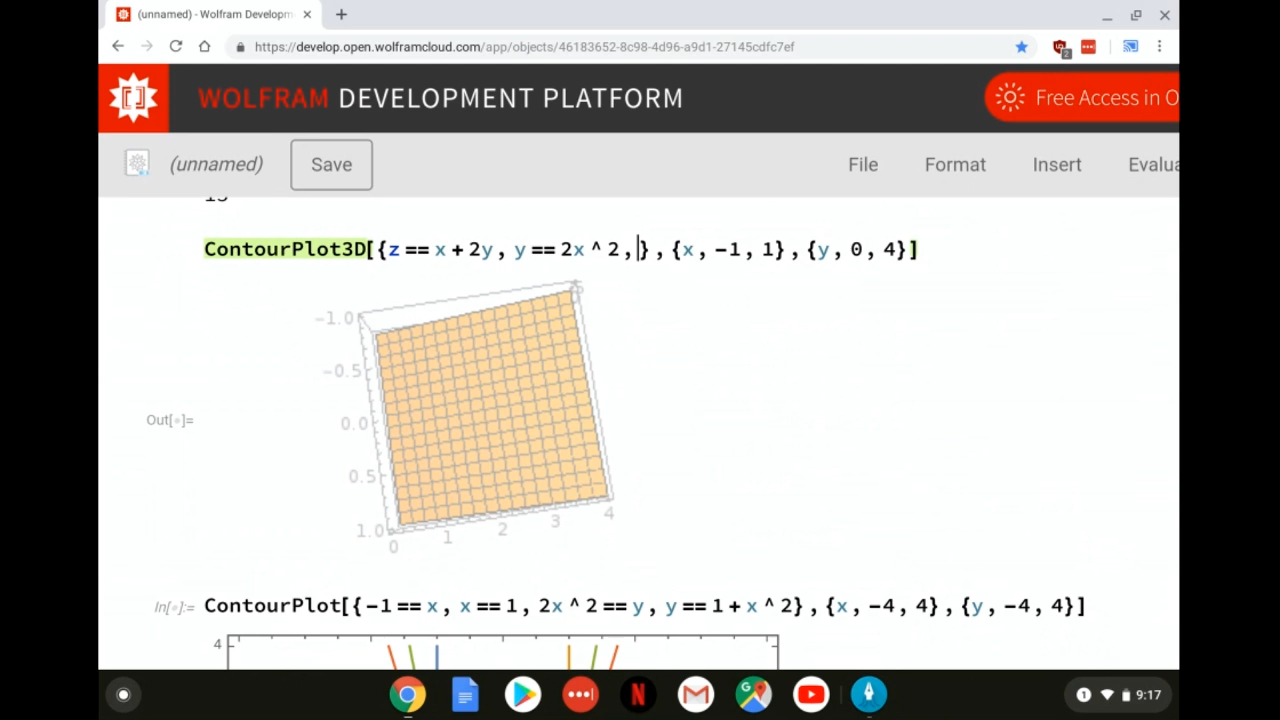 (unnamed) - Wolfram Developm
https://develop.open.wolframcloud.com/app/objects/46183652-8c98-4d96-a9d1-27145cdfc7ef
2
WOLFRAM DEVELOPMENT PLATFORM
Free Access in O
(unnamed)
Save
File
Format
Insert
Evalua
ContourPlot3D[{z == x + 2y, y == 2x ^ 2, }, {x, -1, 1}, {y, 0, 4}]
-1.0
-0.5
0.0
0.5
1.0
0
1
2
3
4
Out[∘]=
In[∘]:= ContourPlot[{-1 == x, x == 1, 2x ^ 2 == y, y == 1 + x ^ 2}, {x, -4, 4}, {y, -4, 4}]
4
1
9:17